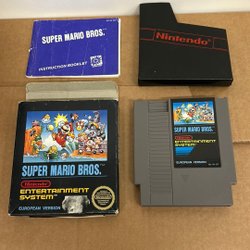 SUPER MARIO BROS.
INSTRUCTION BOOKLET
Nintendo
SUPER MARIO BROS.
Nintendo
ENTERTAINMENT
SYSTEM
EUROPEAN VERSION
SUPER MARIO BROS.
Nintendo
ENTERTAINMENT
SYSTEM
EUROPEAN VERSION